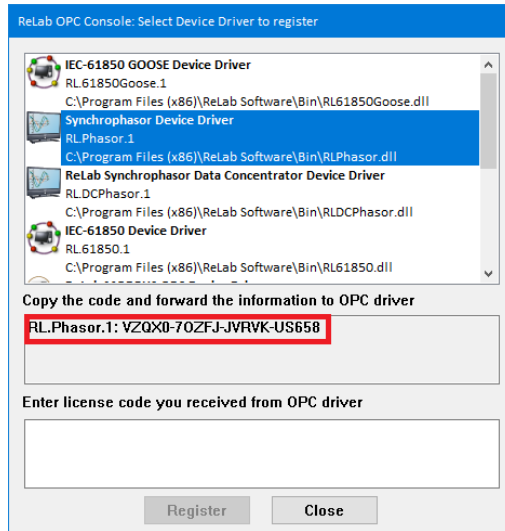 ReLab OPC Console: Select Device Driver to register
IEC-61850 GOOSE Device Driver
RL.61850Goose.1
C:\Program Files (x86)\ReLab Software\Bin\RL61850Goose.dll
Synchrophasor Device Driver
RL.Phasor.1
C:\Program Files (x86)\ReLab Software\Bin\RLPhasor.dll
ReLab Synchrophasor Data Concentrator Device Driver
RL.DCPhasor.1
C:\Program Files (x86)\ReLab Software\Bin\RLDCPhasor.dll
IEC-61850 Device Driver
RL.61850.1
C:\Program Files (x86)\ReLab Software\Bin\RL61850.dll
Copy the code and forward the information to OPC driver
RL.Phasor.1: VZQX0-7OZFJ-JVRVK-US658
Enter license code you received from OPC driver
Register
Close